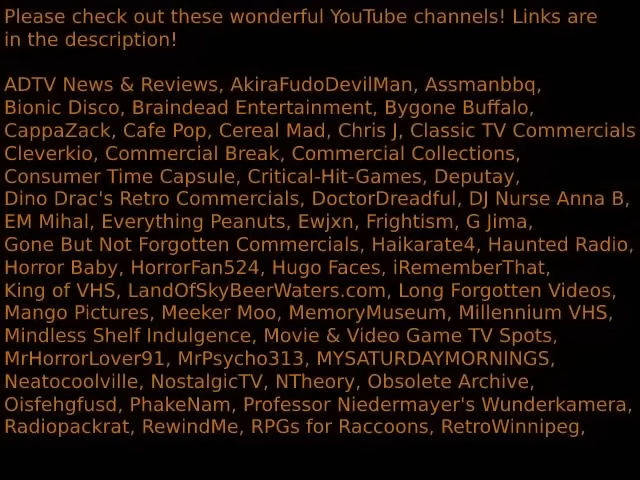 Please check out these wonderful YouTube channels! Links are
in the description!
ADTV News & Reviews, AkiraFudoDevilMan, Assmanbbq,
Bionic Disco, Braindead Entertainment, Bygone Buffalo,
CappaZack, Cafe Pop, Cereal Mad, Chris J, Classic TV Commercials
Cleverkio, Commercial Break, Commercial Collections,
Consumer Time Capsule, Critical-Hit-Games, Deputay,
Dino Drac's Retro Commercials, DoctorDreadful, DJ Nurse Anna B,
EM Mihal, Everything Peanuts, Ewjxn, Frightism, G Jima,
Gone But Not Forgotten Commercials, Haikarate4, Haunted Radio,
Horror Baby, HorrorFan524, Hugo Faces, iRememberThat,
King of VHS, LandOfSkyBeerWaters.com, Long Forgotten Videos,
Mango Pictures, Meeker Moo, MemoryMuseum, Millennium VHS,
Mindless Shelf Indulgence, Movie & Video Game TV Spots,
MrHorrorLover91, MrPsycho313, MYSATURDAYMORNINGS,
Neatocoolville, NostalgicTV, NTheory, Obsolete Archive,
Oisfehgfusd, PhakeNam, Professor Niedermayer's Wunderkamera,
Radiopackrat, RewindMe, RPGs for Raccoons, RetroWinnipeg,